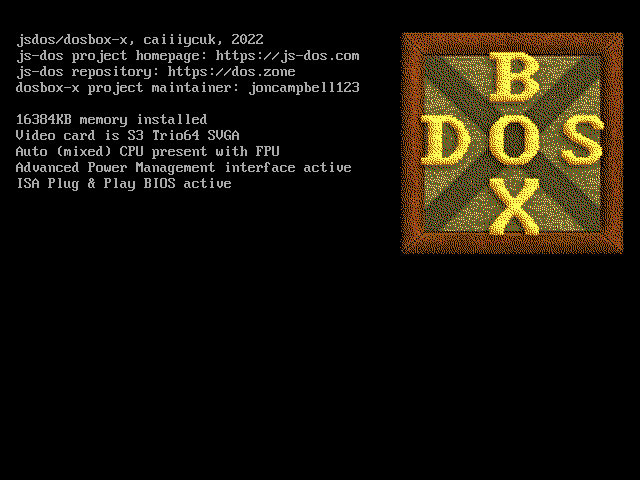 jsdos/dosbox-x, caiiiycuk, 2022
js-dos project homepage: https://js-dos.com
js-dos repository: https://dos.zone
dosbox-x project maintainer: joncampbell123
16384KB memory installed
Video card is S3 Trio64 SVGA
Auto (mixed) CPU present with FPU
Advanced Power Management interface active
ISA Plug & Play BIOS active
B
DOS
X